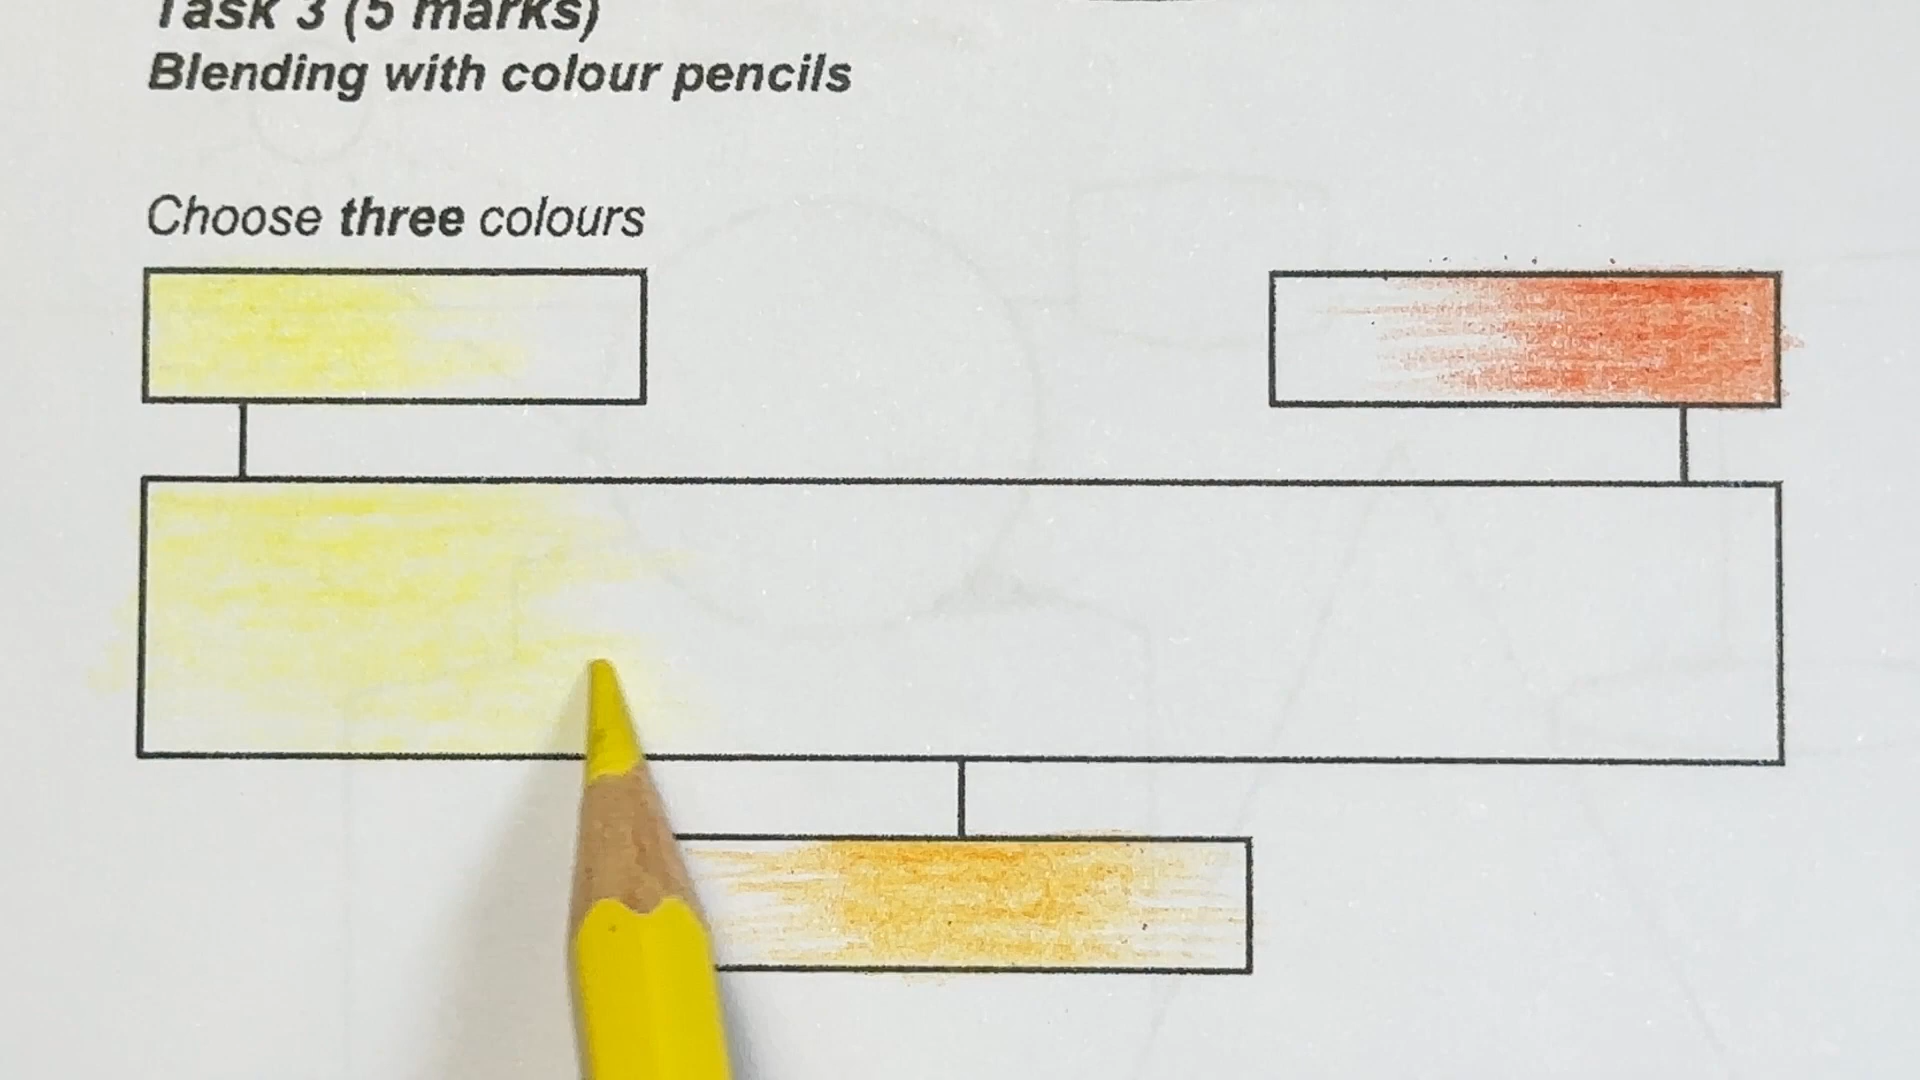 Task 3 (5 marks)
Blending with colour pencils
Choose three colours